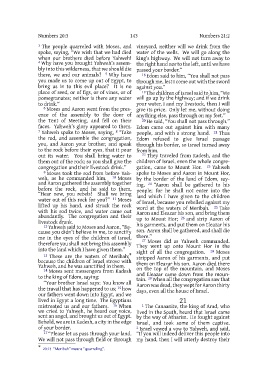 Numbers 20:3
143
Numbers 21:2
3 The people quarreled with Moses, and
spoke, saying, “We wish that we had died
when our brothers died before Yahweh!
4 Why have you brought Yahweh’s assem-
bly into this wilderness, that we should die
there, we and our animals? 5 Why have
you made us to come up out of Egypt, to
bring us in to this evil place? It is no
place of seed, or of figs, or of vines, or of
pomegranates; neither is there any water
to drink.”
6 Moses and Aaron went from the pres-
ence of the assembly to the door of
the Tent of Meeting, and fell on their
faces. Yahweh’s glory appeared to them.
7 Yahweh spoke to Moses, saying, 8 “Take
the rod, and assemble the congregation,
you, and Aaron your brother, and speak
to the rock before their eyes, that it pour
out its water. You shall bring water to
them out of the rock; so you shall give the
congregation and their livestock drink.”
9 Moses took the rod from before Yah-
weh, as he commanded him. 10 Moses
and Aaron gathered the assembly together
before the rock, and he said to them,
“Hear now, you rebels! Shall we bring
water out of this rock for you?” 11 Moses
lifted up his hand, and struck the rock
with his rod twice, and water came out
abundantly. The congregation and their
livestock drank.
12 Yahweh said to Moses and Aaron, “Be-
cause you didn’t believe in me, to sanctify
me in the eyes of the children of Israel,
therefore you shall not bring this assembly
into the land which I have given them.”
13 These are the waters of Meribah;*
because the children of Israel strove with
Yahweh, and he was sanctified in them.
14 Moses sent messengers from Kadesh
to the king of Edom, saying:
“Your brother Israel says: You know all
the travail that has happened to us; 15 how
our fathers went down into Egypt, and we
lived in Egypt a long time. The Egyptians
mistreated us and our fathers. 16 When
we cried to Yahweh, he heard our voice,
sent an angel, and brought us out of Egypt.
Behold, we are in Kadesh, a city in the edge
of your border.
17 “Please let us pass through your land.
We will not pass through field or through
vineyard, neither will we drink from the
water of the wells. We will go along the
king’s highway. We will not turn away to
the right hand nor to the left, until we have
passed your border.”
18 Edom said to him, “You shall not pass
through me, lest I come out with the sword
against you.”
19 The children of Israel said to him, “We
will go up by the highway; and if we drink
your water, I and my livestock, then I will
give its price. Only let me, without doing
anything else, pass through on my feet.”
20 He said, “You shall not pass through.”
Edom came out against him with many
people, and with a strong hand. 21 Thus
Edom refused to give Israel passage
through his border, so Israel turned away
from him.
22 They traveled from Kadesh, and the
children of Israel, even the whole congre-
gation, came to Mount Hor. 23 Yahweh
spoke to Moses and Aaron in Mount Hor,
by the border of the land of Edom, say-
ing, 24 “Aaron shall be gathered to his
people; for he shall not enter into the
land which I have given to the children
of Israel, because you rebelled against my
word at the waters of Meribah. 25 Take
Aaron and Eleazar his son, and bring them
up to Mount Hor; 26 and strip Aaron of
his garments, and put them on Eleazar his
son. Aaron shall be gathered, and shall die
there.”
27 Moses did as Yahweh commanded.
They went up onto Mount Hor in the
sight of all the congregation. 28 Moses
stripped Aaron of his garments, and put
them on Eleazar his son. Aaron died there
on the top of the mountain, and Moses
and Eleazar came down from the moun-
tain. 29 When all the congregation saw that
Aaron was dead, they wept for Aaron thirty
days, even all the house of Israel.
21
1 The Canaanite, the king of Arad, who
lived in the South, heard that Israel came
by the way of Atharim. He fought against
Israel, and took some of them captive.
2 Israel vowed a vow to Yahweh, and said,
“If you will indeed deliver this people into
my hand, then I will utterly destroy their
* 20:13 “Meribah” means “quarreling”.